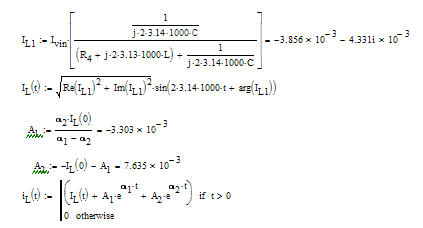 I_L1 := I_vin·[ (1/(j·2·3.14·1000·C)) / ((R_4 + j·2·3.13·1000·L) + 1/(j·2·3.14·1000·C)) ] = -3.856 × 10^-3 - 4.331i × 10^-3
I_L(t) := √(Re(I_L1)^2 + Im(I_L1)^2)·sin(2·3.14·1000·t + arg(I_L1))
A_1 := (α_2·I_L(0))/(α_1 - α_2) = -3.303 × 10^-3
A_2 := -I_L(0) - A_1 = 7.635 × 10^-3
i_L(t) := | (I_L(t) + A_1·e^(α_1·t) + A_2·e^(α_2·t)) if t > 0
0 otherwise